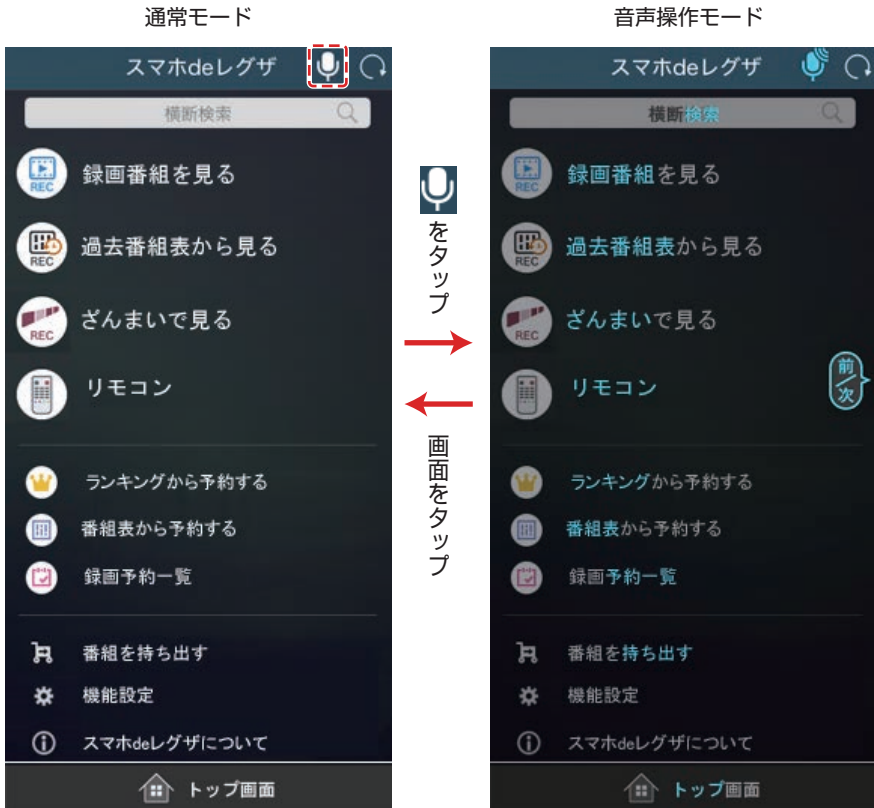 通常モード
スマホdeレグザ
横断検索
REC
録画番組を見る
REC
過去番組表から見る
REC
ざんまいで見る
リモコン
ランキングから予約する
番組表から予約する
録画予約一覧
番組を持ち出す
機能設定
スマホdeレグザについて
トップ画面
をタップ
画面をタップ
音声操作モード
スマホdeレグザ
横断検索
REC
録画番組を見る
REC
過去番組表から見る
REC
ざんまいで見る
リモコン
前/次
ランキングから予約する
番組表から予約する
録画予約一覧
番組を持ち出す
機能設定
スマホdeレグザについて
トップ画面